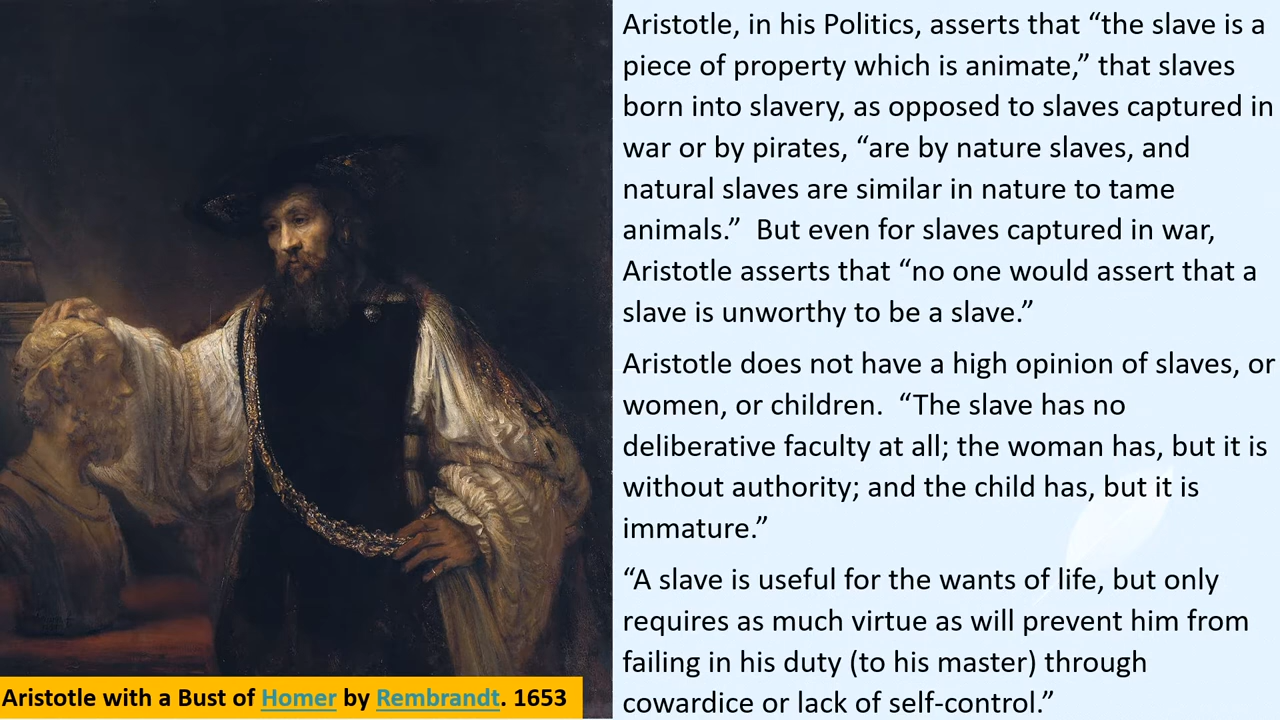 Aristotle, in his Politics, asserts that “the slave is a
piece of property which is animate,” that slaves
born into slavery, as opposed to slaves captured in
war or by pirates, “are by nature slaves, and
natural slaves are similar in nature to tame
animals.”  But even for slaves captured in war,
Aristotle asserts that “no one would assert that a
slave is unworthy to be a slave.”
Aristotle does not have a high opinion of slaves, or
women, or children.  “The slave has no
deliberative faculty at all; the woman has, but it is
without authority; and the child has, but it is
immature.”
“A slave is useful for the wants of life, but only
requires as much virtue as will prevent him from
failing in his duty (to his master) through
cowardice or lack of self-control.”
Aristotle with a Bust of Homer by Rembrandt. 1653